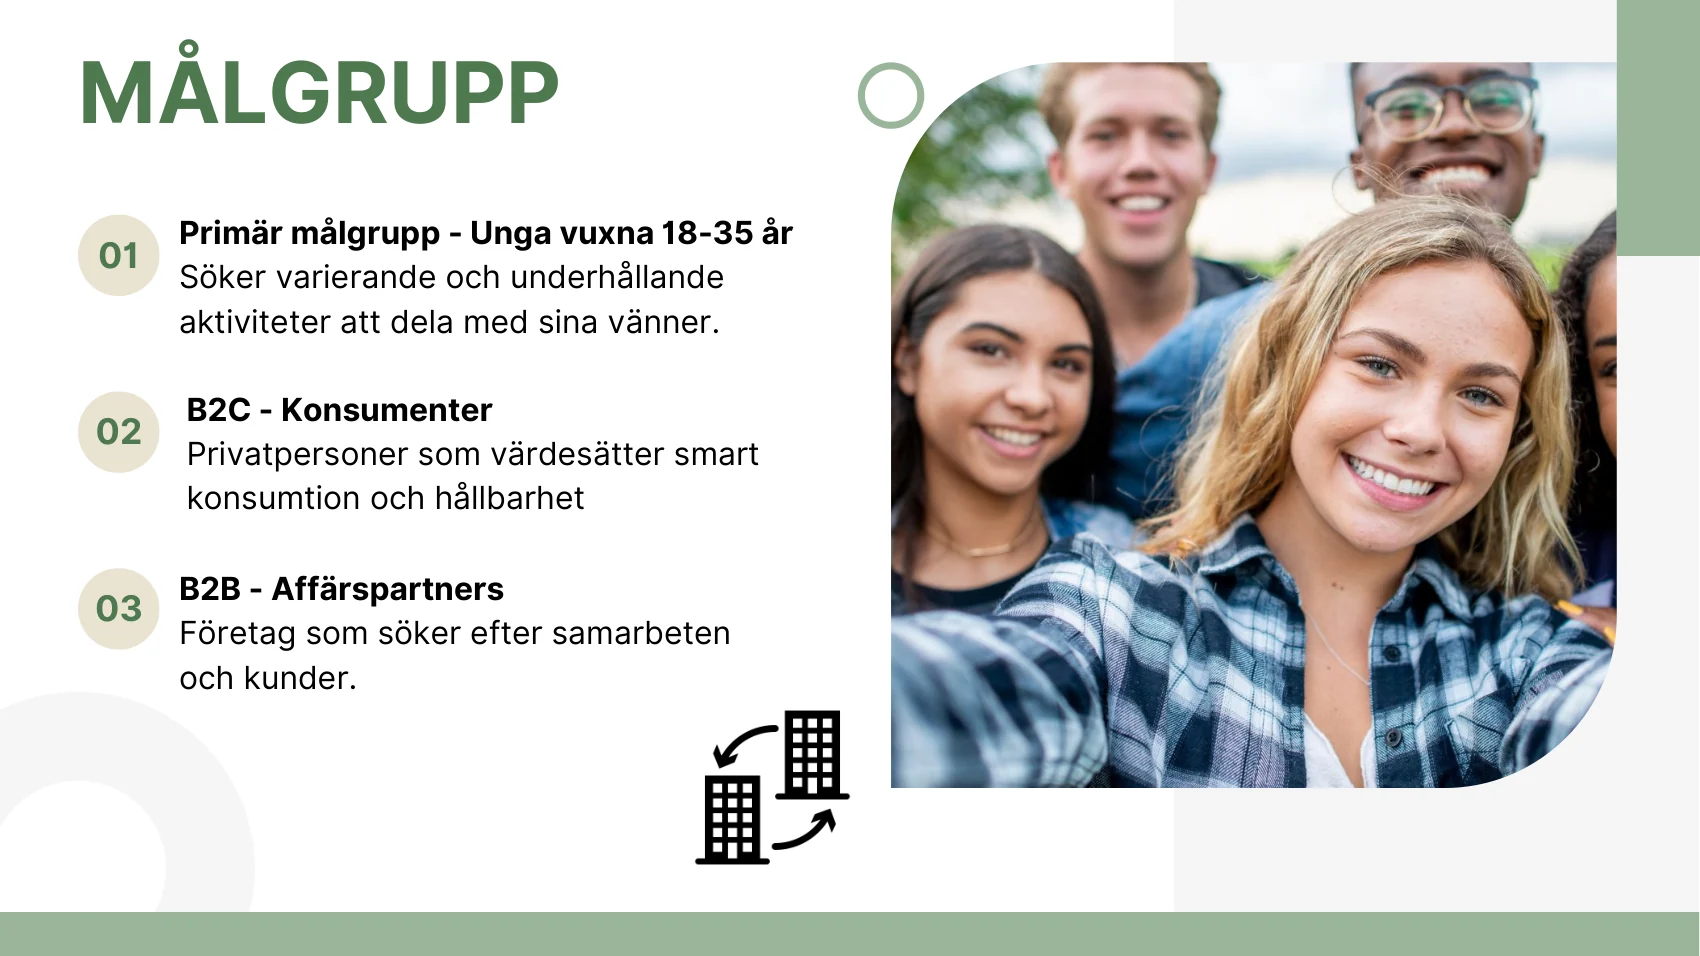 MÅLGRUPP
01
Primär målgrupp - Unga vuxna 18-35 år
Söker varierande och underhållande
aktiviteter att dela med sina vänner.
02
B2C - Konsumenter
Privatpersoner som värdesätter smart
konsumtion och hållbarhet
03
B2B - Affärspartners
Företag som söker efter samarbeten
och kunder.